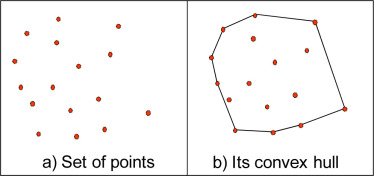 a) Set of points
b) Its convex hull